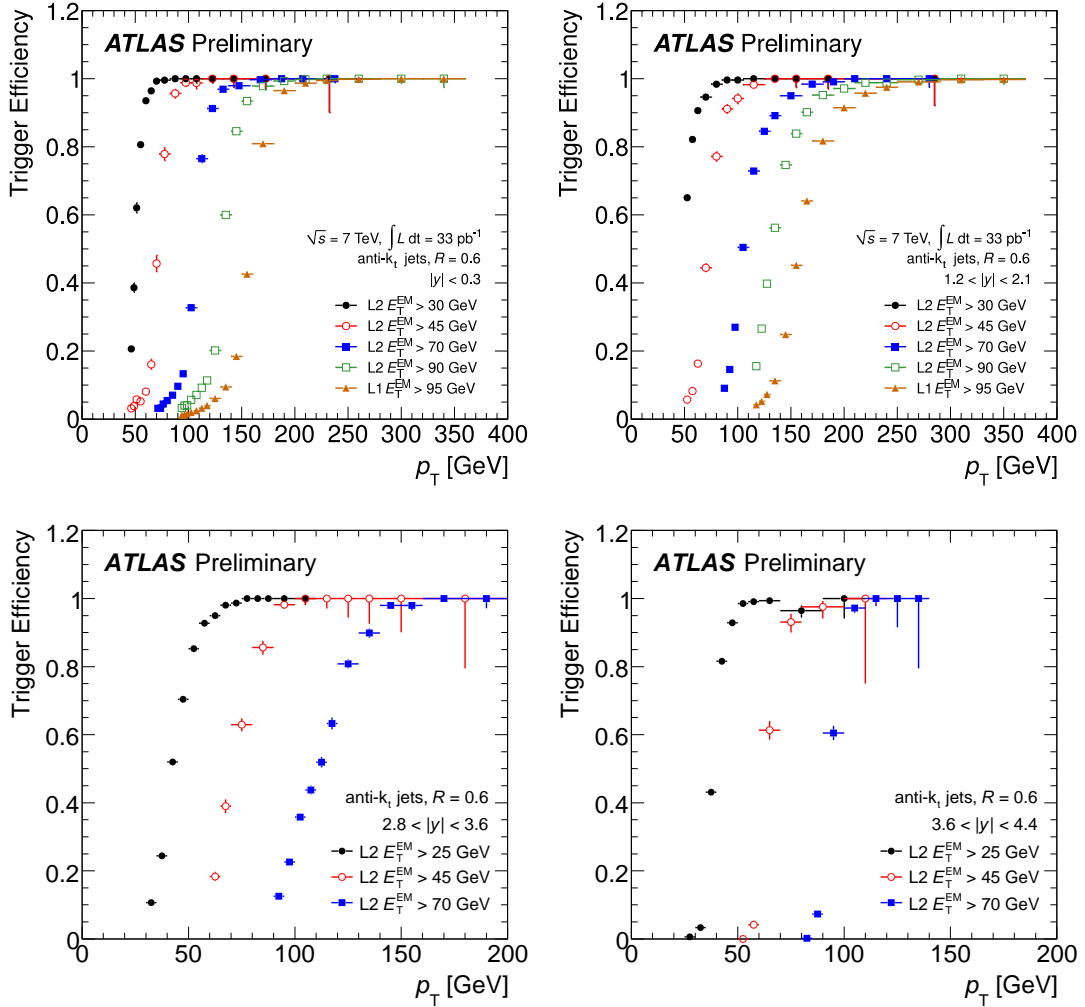 ATLAS Preliminary
Trigger Efficiency
1.2
1
0.8
0.6
0.4
0.2
0
√s = 7 TeV, ∫L dt = 33 pb⁻¹
anti-kₜ jets, R = 0.6
|y| < 0.3
L2 E_T^EM > 30 GeV
L2 E_T^EM > 45 GeV
L2 E_T^EM > 70 GeV
L2 E_T^EM > 90 GeV
L1 E_T^EM > 95 GeV
0 50 100 150 200 250 300 350 400
p_T [GeV]
ATLAS Preliminary
Trigger Efficiency
1.2
1
0.8
0.6
0.4
0.2
0
√s = 7 TeV, ∫L dt = 33 pb⁻¹
anti-kₜ jets, R = 0.6
1.2 < |y| < 2.1
L2 E_T^EM > 30 GeV
L2 E_T^EM > 45 GeV
L2 E_T^EM > 70 GeV
L2 E_T^EM > 90 GeV
L1 E_T^EM > 95 GeV
0 50 100 150 200 250 300 350 400
p_T [GeV]
ATLAS Preliminary
Trigger Efficiency
1.2
1
0.8
0.6
0.4
0.2
0
anti-kₜ jets, R = 0.6
2.8 < |y| < 3.6
L2 E_T^EM > 25 GeV
L2 E_T^EM > 45 GeV
L2 E_T^EM > 70 GeV
0 50 100 150 200
p_T [GeV]
ATLAS Preliminary
Trigger Efficiency
1.2
1
0.8
0.6
0.4
0.2
0
anti-kₜ jets, R = 0.6
3.6 < |y| < 4.4
L2 E_T^EM > 25 GeV
L2 E_T^EM > 45 GeV
L2 E_T^EM > 70 GeV
0 50 100 150 200
p_T [GeV]